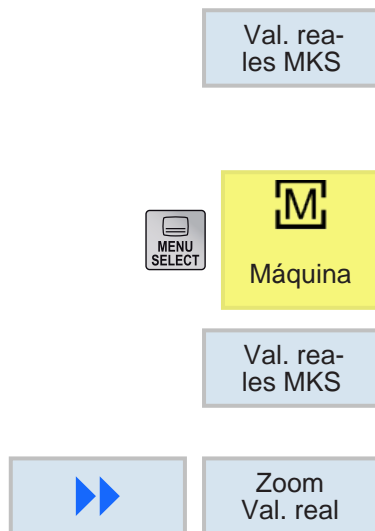 Val. rea-
les MKS
M
MENU
SELECT
Máquina
Val. rea-
les MKS
Zoom
Val. real